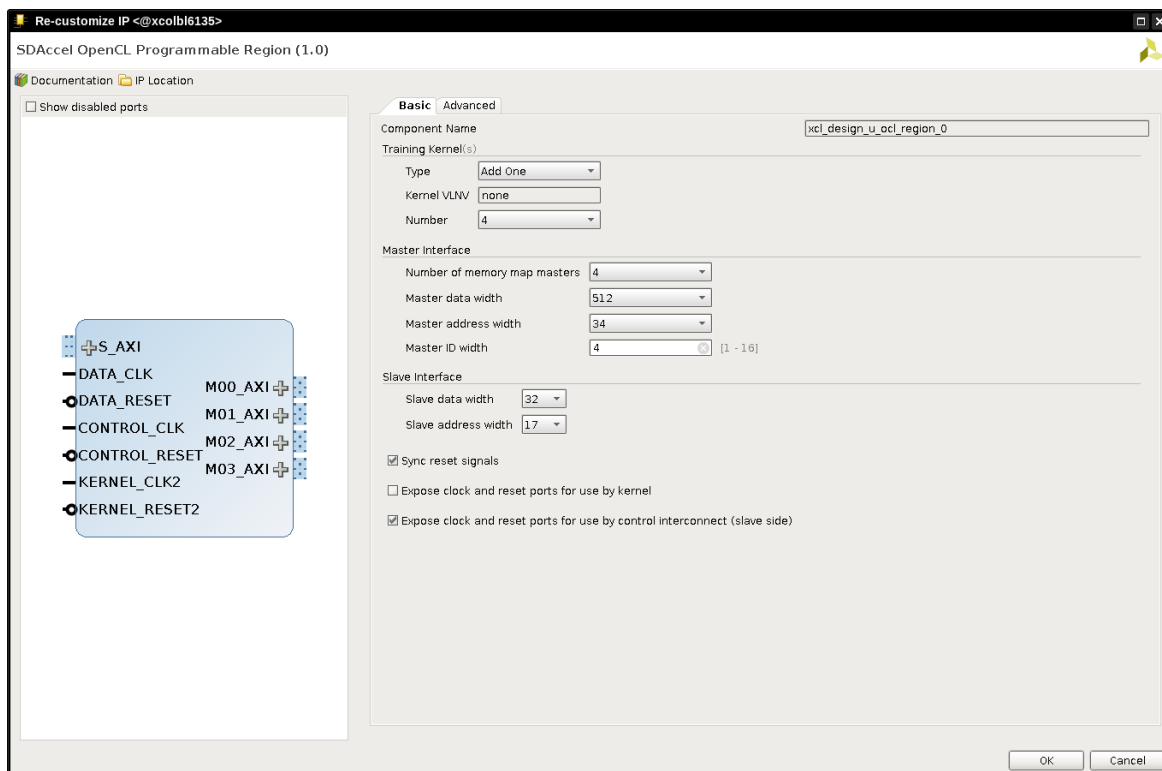 Re-customize IP <@xcolbl6135>
SDAccel OpenCL Programmable Region (1.0)
Documentation IP Location
Show disabled ports
S_AXI
DATA_CLK
DATA_RESET
CONTROL_CLK
CONTROL_RESET
KERNEL_CLK2
KERNEL_RESET2
M00_AXI
M01_AXI
M02_AXI
M03_AXI
Basic Advanced
Component Name xcl_design_u_ocl_region_0
Training Kernel(s)
Type Add One
Kernel VLNV none
Number 4
Master Interface
Number of memory map masters 4
Master data width 512
Master address width 34
Master ID width 4 [1 - 16]
Slave Interface
Slave data width 32
Slave address width 17
Sync reset signals
Expose clock and reset ports for use by kernel
Expose clock and reset ports for use by control interconnect (slave side)
OK Cancel